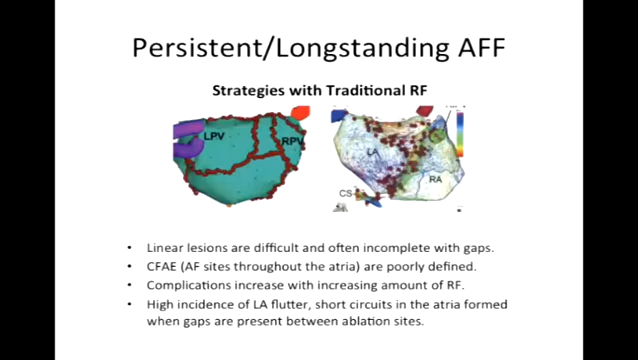 Persistent/Longstanding AFF
Strategies with Traditional RF
LPV
RPV
LA
RA
CS
• Linear lesions are difficult and often incomplete with gaps.
• CFAE (AF sites throughout the atria) are poorly defined.
• Complications increase with increasing amount of RF.
• High incidence of LA flutter, short circuits in the atria formed
when gaps are present between ablation sites.